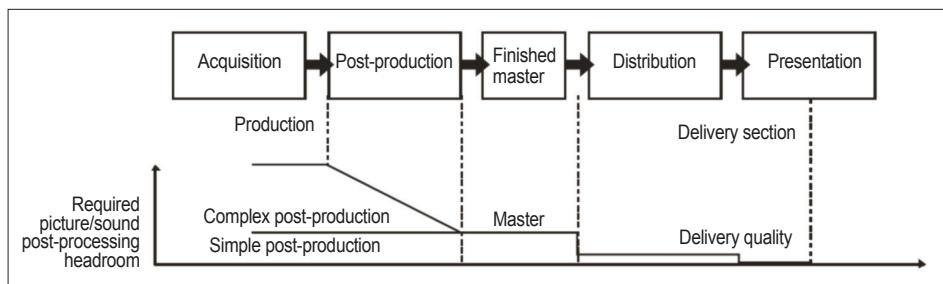 Acquisition
Post-production
Finished
master
Distribution
Presentation
Production
Delivery section
Required
picture/sound
post-processing
headroom
Complex post-production
Simple post-production
Master
Delivery quality